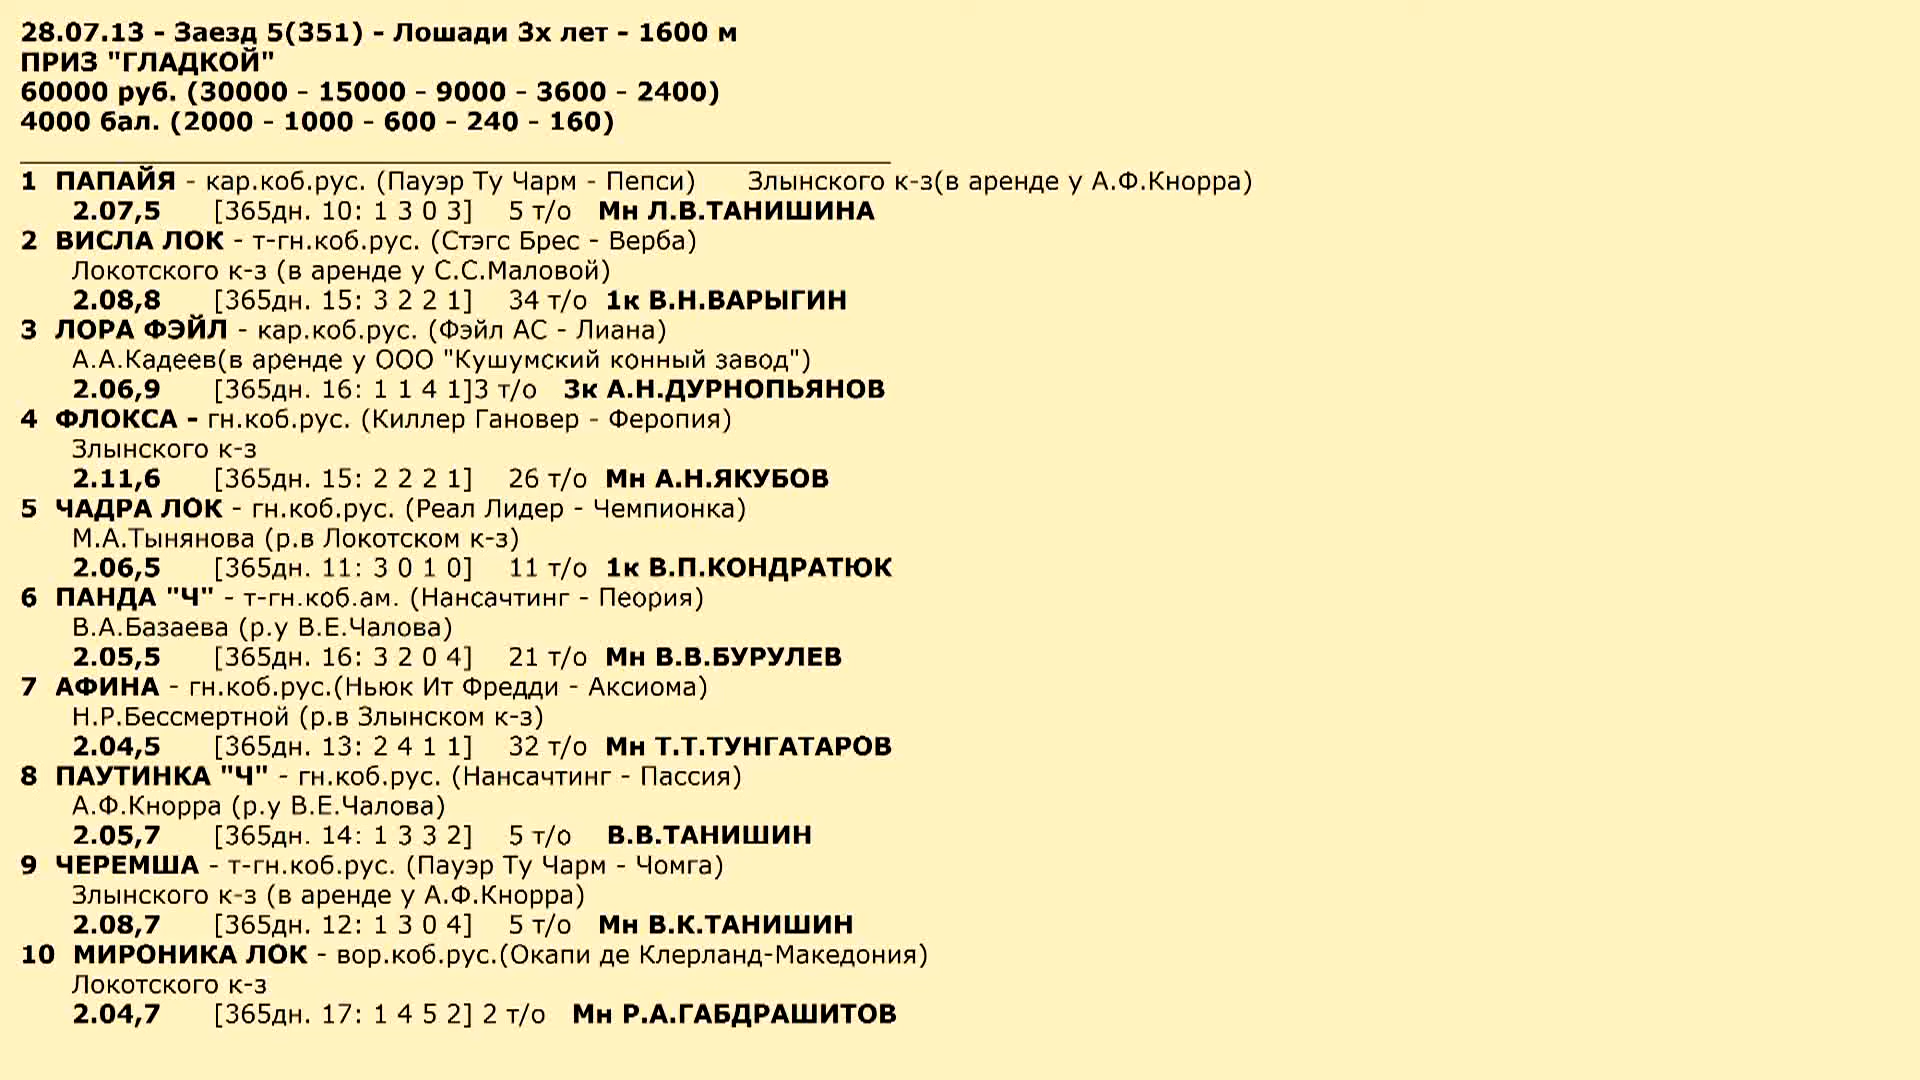 28.07.13 - Заезд 5(351) - Лошади 3х лет - 1600 м
ПРИЗ "ГЛАДКОЙ"
60000 руб. (30000 - 15000 - 9000 - 3600 - 2400)
4000 бал. (2000 - 1000 - 600 - 240 - 160)
1 ПАПАЙЯ - кар.коб.рус. (Пауэр Ту Чарм - Пепси) Злынского к-з(в аренде у А.Ф.Кнорра)
2.07,5 [365дн. 10: 1 3 0 3] 5 т/о Мн Л.В.ТАНИШИНА
2 ВИСЛА ЛОК - т-гн.коб.рус. (Стэгс Брес - Верба)
Локотского к-з (в аренде у С.С.Маловой)
2.08,8 [365дн. 15: 3 2 2 1] 34 т/о 1к В.Н.ВАРЫГИН
3 ЛОРА ФЭЙЛ - кар.коб.рус. (Фэйл АС - Лиана)
А.А.Кадеев(в аренде у ООО "Кушумский конный завод")
2.06,9 [365дн. 16: 1 1 4 1]3 т/о 3к А.Н.ДУРНОПЬЯНОВ
4 ФЛОКСА - гн.коб.рус. (Киллер Гановер - Феропия)
Злынского к-з
2.11,6 [365дн. 15: 2 2 2 1] 26 т/о Мн А.Н.ЯКУБОВ
5 ЧАДРА ЛОК - гн.коб.рус. (Реал Лидер - Чемпионка)
М.А.Тынянова (р.в Локотском к-з)
2.06,5 [365дн. 11: 3 0 1 0] 11 т/о 1к В.П.КОНДРАТЮК
6 ПАНДА "Ч" - т-гн.коб.ам. (Нансачтинг - Пеория)
В.А.Базаева (р.у В.Е.Чалова)
2.05,5 [365дн. 16: 3 2 0 4] 21 т/о Мн В.В.БУРУЛЕВ
7 АФИНА - гн.коб.рус.(Ньюк Ит Фредди - Аксиома)
Н.Р.Бессмертной (р.в Злынском к-з)
2.04,5 [365дн. 13: 2 4 1 1] 32 т/о Мн Т.Т.ТУНГАТАРОВ
8 ПАУТИНКА "Ч" - гн.коб.рус. (Нансачтинг - Пассия)
А.Ф.Кнорра (р.у В.Е.Чалова)
2.05,7 [365дн. 14: 1 3 3 2] 5 т/о В.В.ТАНИШИН
9 ЧЕРЕМША - т-гн.коб.рус. (Пауэр Ту Чарм - Чомга)
Злынского к-з (в аренде у А.Ф.Кнорра)
2.08,7 [365дн. 12: 1 3 0 4] 5 т/о Мн В.К.ТАНИШИН
10 МИРОНИКА ЛОК - вор.коб.рус.(Окапи де Клерланд-Македония)
Локотского к-з
2.04,7 [365дн. 17: 1 4 5 2] 2 т/о Мн Р.А.ГАБДРАШИТОВ